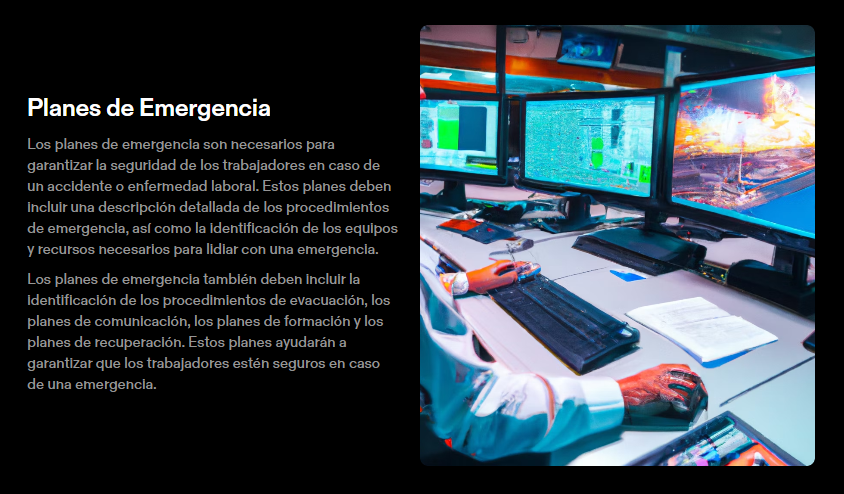 Planes de Emergencia
Los planes de emergencia son necesarios para
garantizar la seguridad de los trabajadores en caso de
un accidente o enfermedad laboral. Estos planes deben
incluir una descripción detallada de los procedimientos
de emergencia, así como la identificación de los equipos
y recursos necesarios para lidiar con una emergencia.
Los planes de emergencia también deben incluir la
identificación de los procedimientos de evacuación, los
planes de comunicación, los planes de formación y los
planes de recuperación. Estos planes ayudarán a
garantizar que los trabajadores estén seguros en caso
de una emergencia.